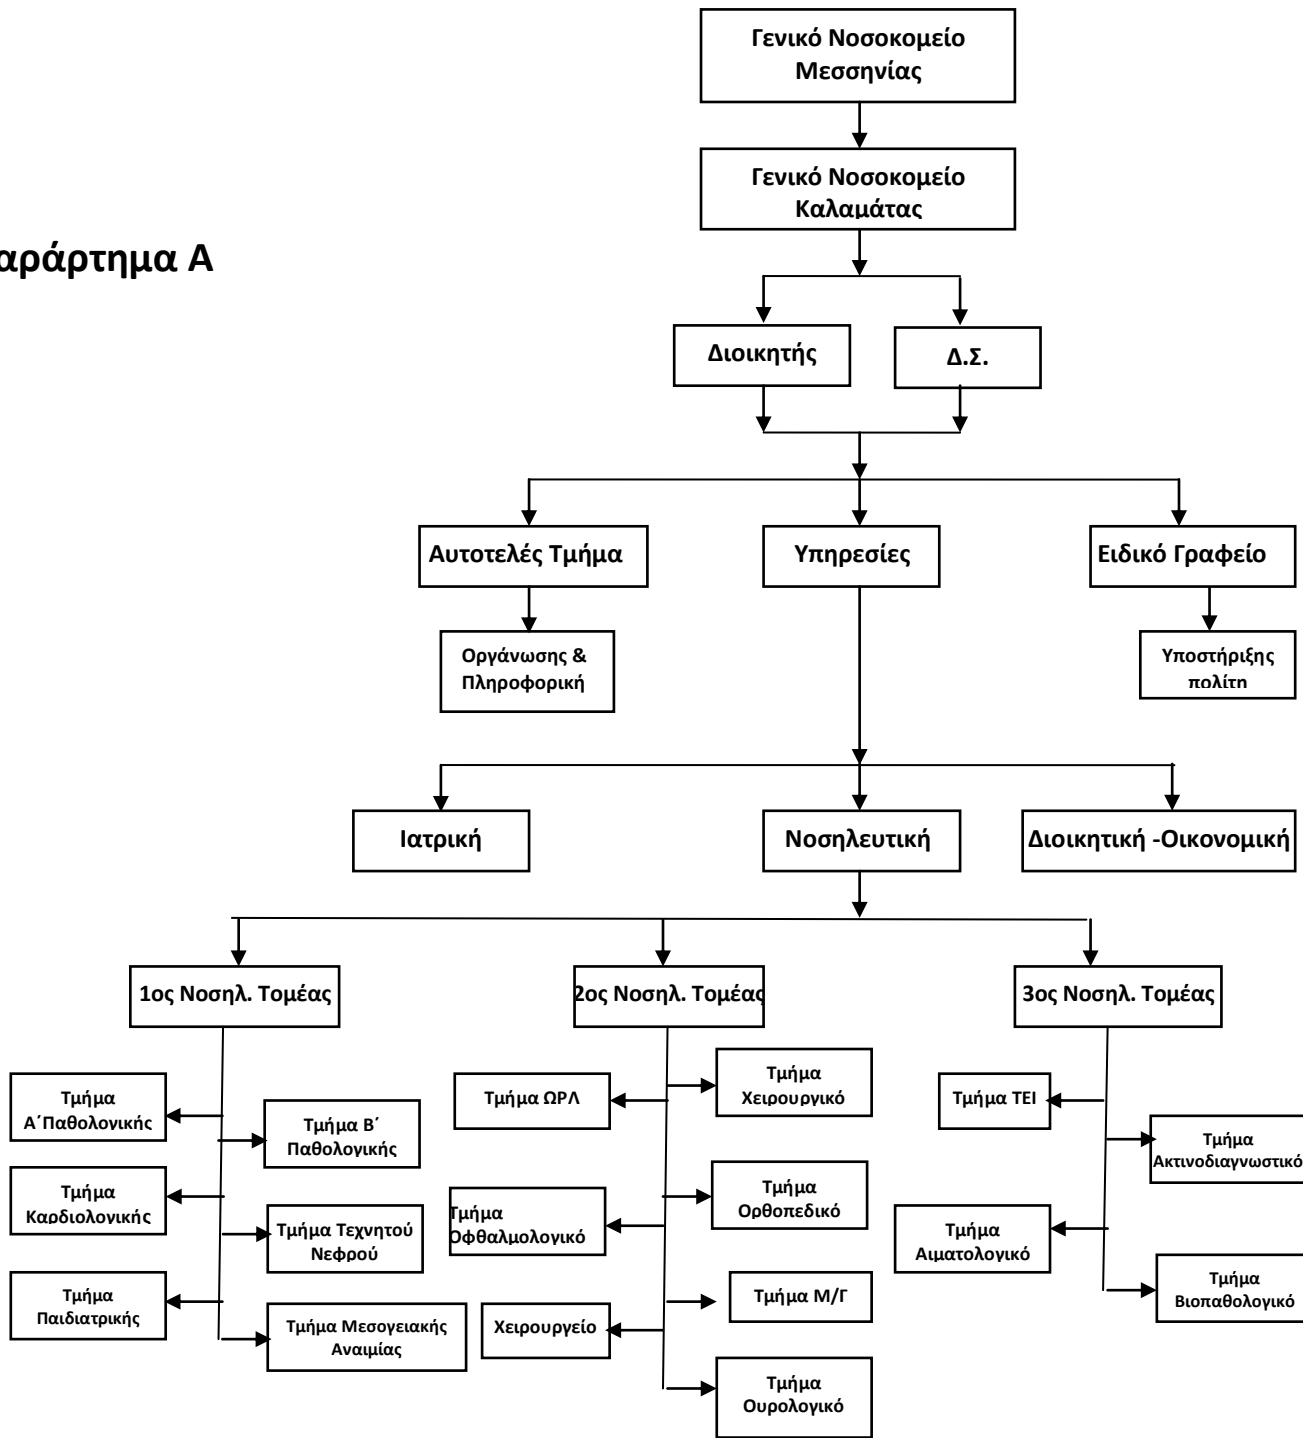 Γενικό Νοσοκομείο
Μεσσηνίας
Γενικό Νοσοκομείο
Καλαμάτας
αράρτημα Α
Διοικητής
Δ.Σ.
Αυτοτελές Τμήμα
Υπηρεσίες
Ειδικό Γραφείο
Οργάνωσης &
Πληροφορική
Υποστήριξης
πολίτη
Ιατρική
Νοσηλευτική
Διοικητική -Οικονομική
1ος Νοσηλ. Τομέας
2ος Νοσηλ. Τομέας
3ος Νοσηλ. Τομέας
Τμήμα
Α΄Παθολογικής
Τμήμα Β΄
Παθολογικής
Τμήμα
Καρδιολογικής
Τμήμα Τεχνητού
Νεφρού
Τμήμα
Παιδιατρικής
Τμήμα Μεσογειακής
Αναιμίας
Τμήμα ΩΡΛ
Τμήμα
Χειρουργικό
Τμήμα
Οφθαλμολογικό
Τμήμα
Ορθοπεδικό
Τμήμα Μ/Γ
Χειρουργείο
Τμήμα
Ουρολογικό
Τμήμα ΤΕΙ
Τμήμα
Ακτινοδιαγνωστικό
Τμήμα
Αιματολογικό
Τμήμα
Βιοπαθολογικό